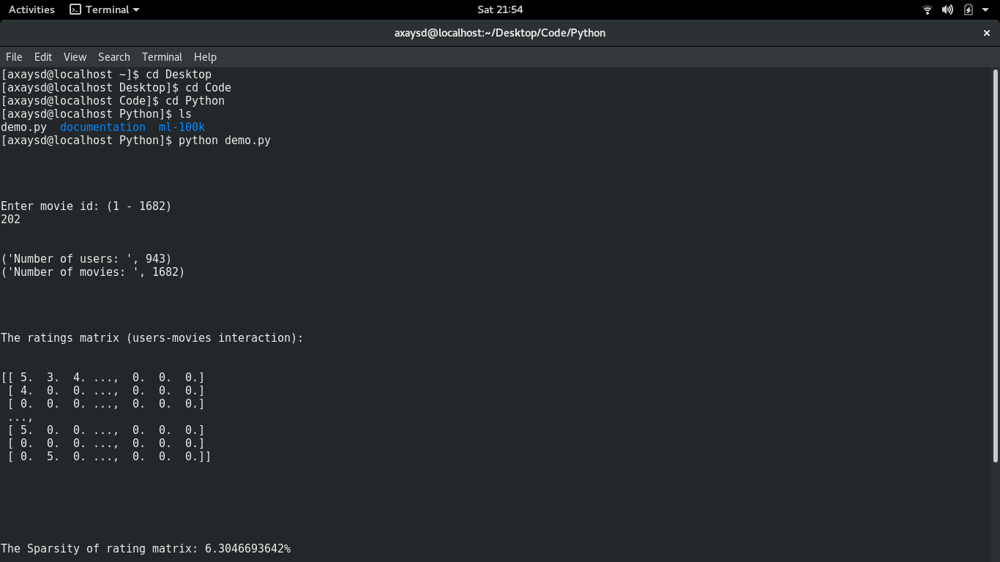 Activities Terminal Sat 21:54
axaysd@localhost:~/Desktop/Code/Python ×
File Edit View Search Terminal Help
[axaysd@localhost ~]$ cd Desktop
[axaysd@localhost Desktop]$ cd Code
[axaysd@localhost Code]$ cd Python
[axaysd@localhost Python]$ ls
demo.py  documentation  ml-100k
[axaysd@localhost Python]$ python demo.py
Enter movie id: (1 - 1682)
202
('Number of users: ', 943)
('Number of movies: ', 1682)
The ratings matrix (users-movies interaction):
[[ 5.  3.  4. ...,  0.  0.  0.]
 [ 4.  0.  0. ...,  0.  0.  0.]
 [ 0.  0.  0. ...,  0.  0.  0.]
 ...,
 [ 5.  0.  0. ...,  0.  0.  0.]
 [ 0.  0.  0. ...,  0.  0.  0.]
 [ 0.  5.  0. ...,  0.  0.  0.]]
The Sparsity of rating matrix: 6.3046693642%